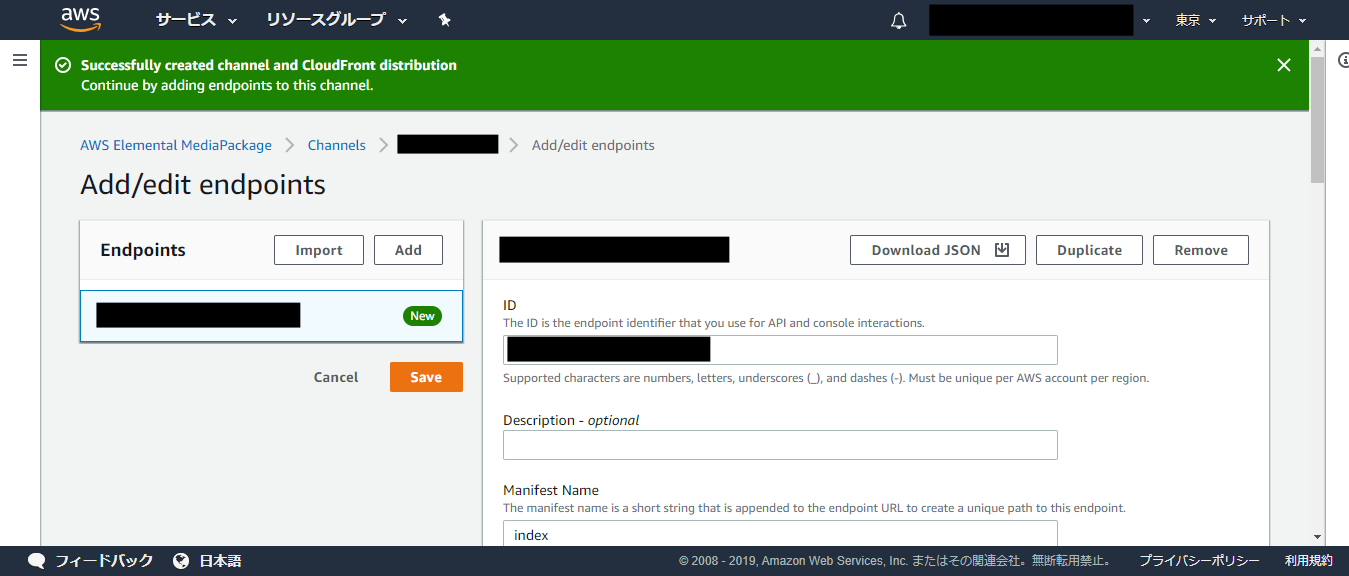 aws サービス リソースグループ 東京 サポート
Successfully created channel and CloudFront distribution
Continue by adding endpoints to this channel.
AWS Elemental MediaPackage Channels Add/edit endpoints
Add/edit endpoints
Endpoints Import Add
New
Cancel Save
Download JSON Duplicate Remove
ID
The ID is the endpoint identifier that you use for API and console interactions.
Supported characters are numbers, letters, underscores (_), and dashes (-). Must be unique per AWS account per region.
Description - optional
Manifest Name
The manifest name is a short string that is appended to the endpoint URL to create a unique path to this endpoint.
index
フィードバック 日本語 © 2008 - 2019, Amazon Web Services, Inc. またはその関連会社。無断転用禁止。 プライバシーポリシー 利用規約